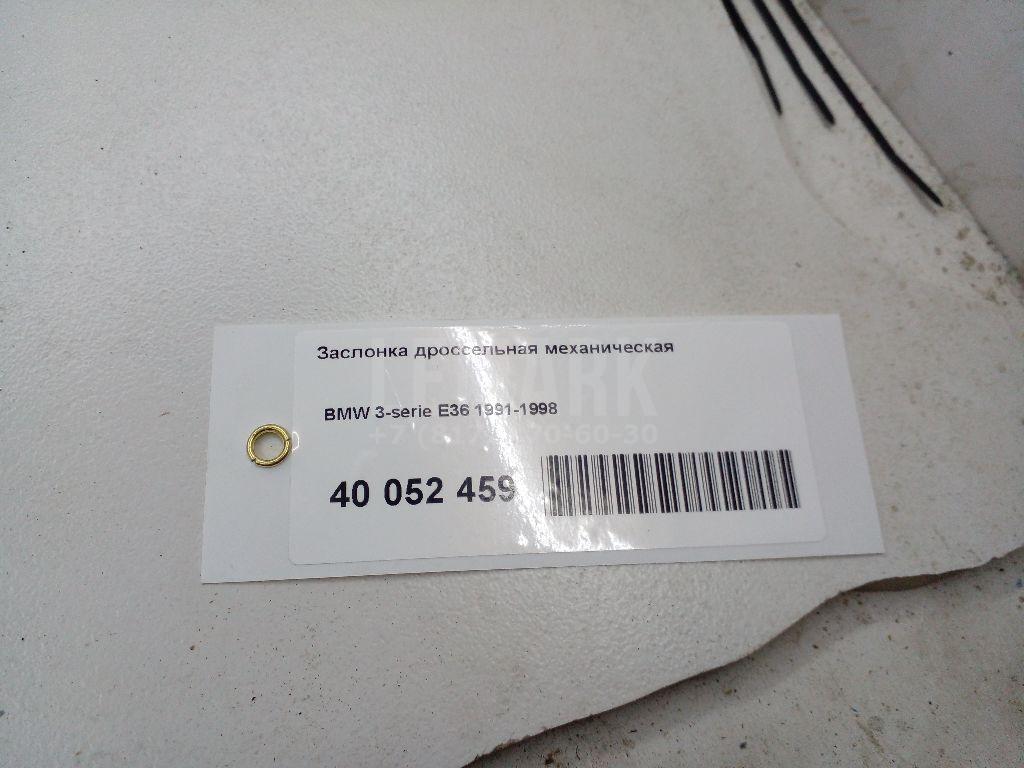 Заслонка дроссельная механическая
BMW 3-serie E36 1991-1998
40 052 459